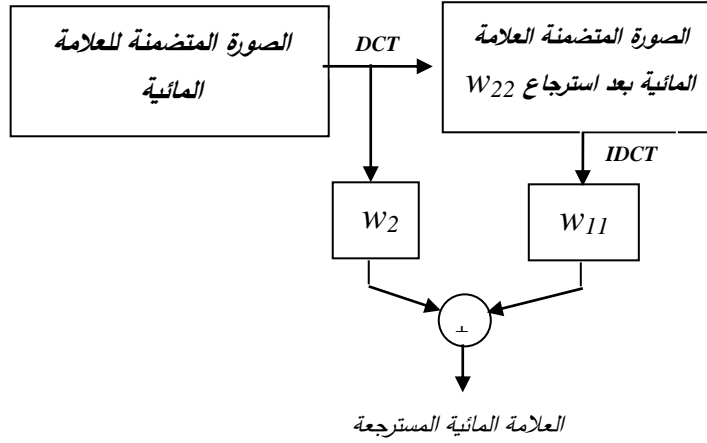 الصورة المتضمنة للعلامة
المائية
DCT
الصورة المتضمنة العلامة
المائية بعد استرجاع W22
IDCT
W2
W11
العلامة المائية المسترجعة